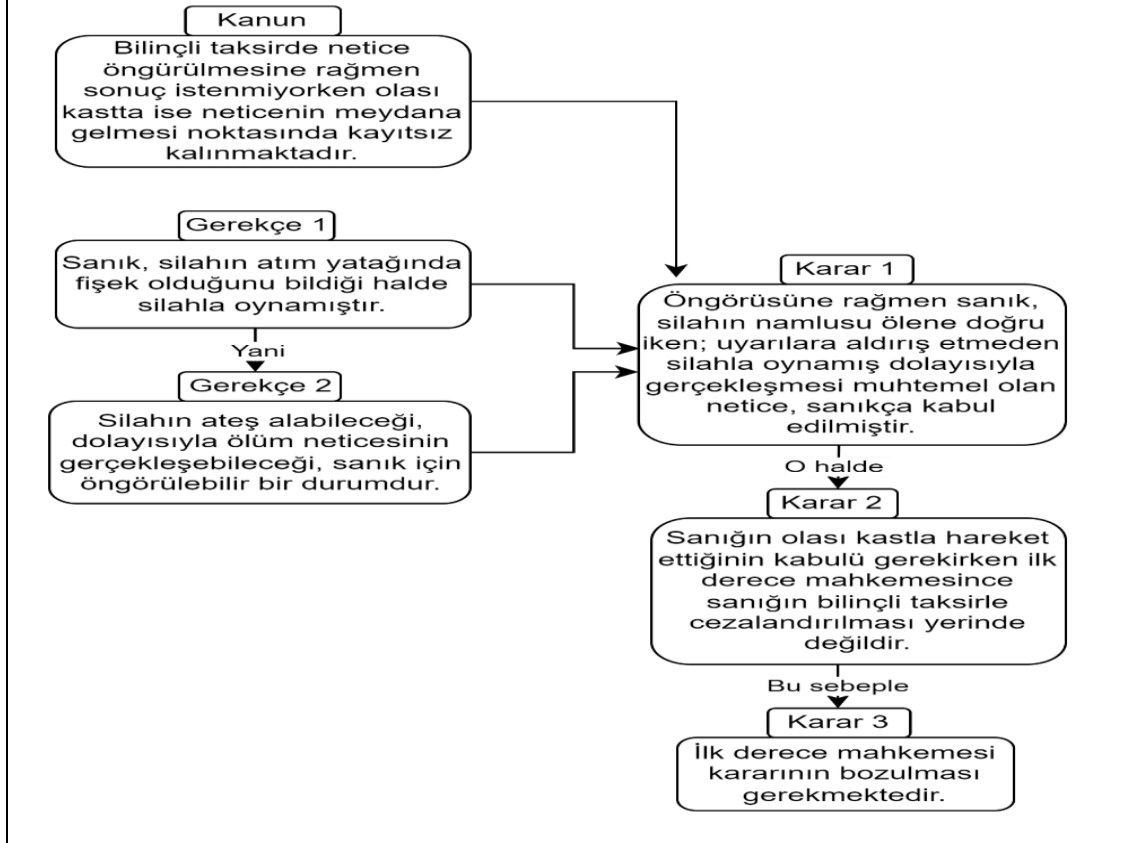 Kanun
Bilinçli taksirde netice
öngürülmesine rağmen
sonuç istenmiyorken olası
kastta ise neticenin meydana
gelmesi noktasında kayıtsız
kalınmaktadır.
Gerekçe 1
Sanık, silahın atım yatağında
fişek olduğunu bildiği halde
silahla oynamıştır.
Yani
Gerekçe 2
Silahın ateş alabileceği,
dolayısıyla ölüm neticesinin
gerçekleşebileceği, sanık için
öngörülebilir bir durumdur.
Karar 1
Öngörüsüne rağmen sanık,
silahın namlusu ölene doğru
iken; uyarılara aldırış etmeden
silahla oynamış dolayısıyla
gerçekleşmesi muhtemel olan
netice, sanıkça kabul
edilmiştir.
O halde
Karar 2
Sanığın olası kastla hareket
ettiğinin kabulü gerekirken ilk
derece mahkemesince
sanığın bilinçli taksirle
cezalandırılması yerinde
değildir.
Bu sebeple
Karar 3
İlk derece mahkemesi
kararının bozulması
gerekmektedir.